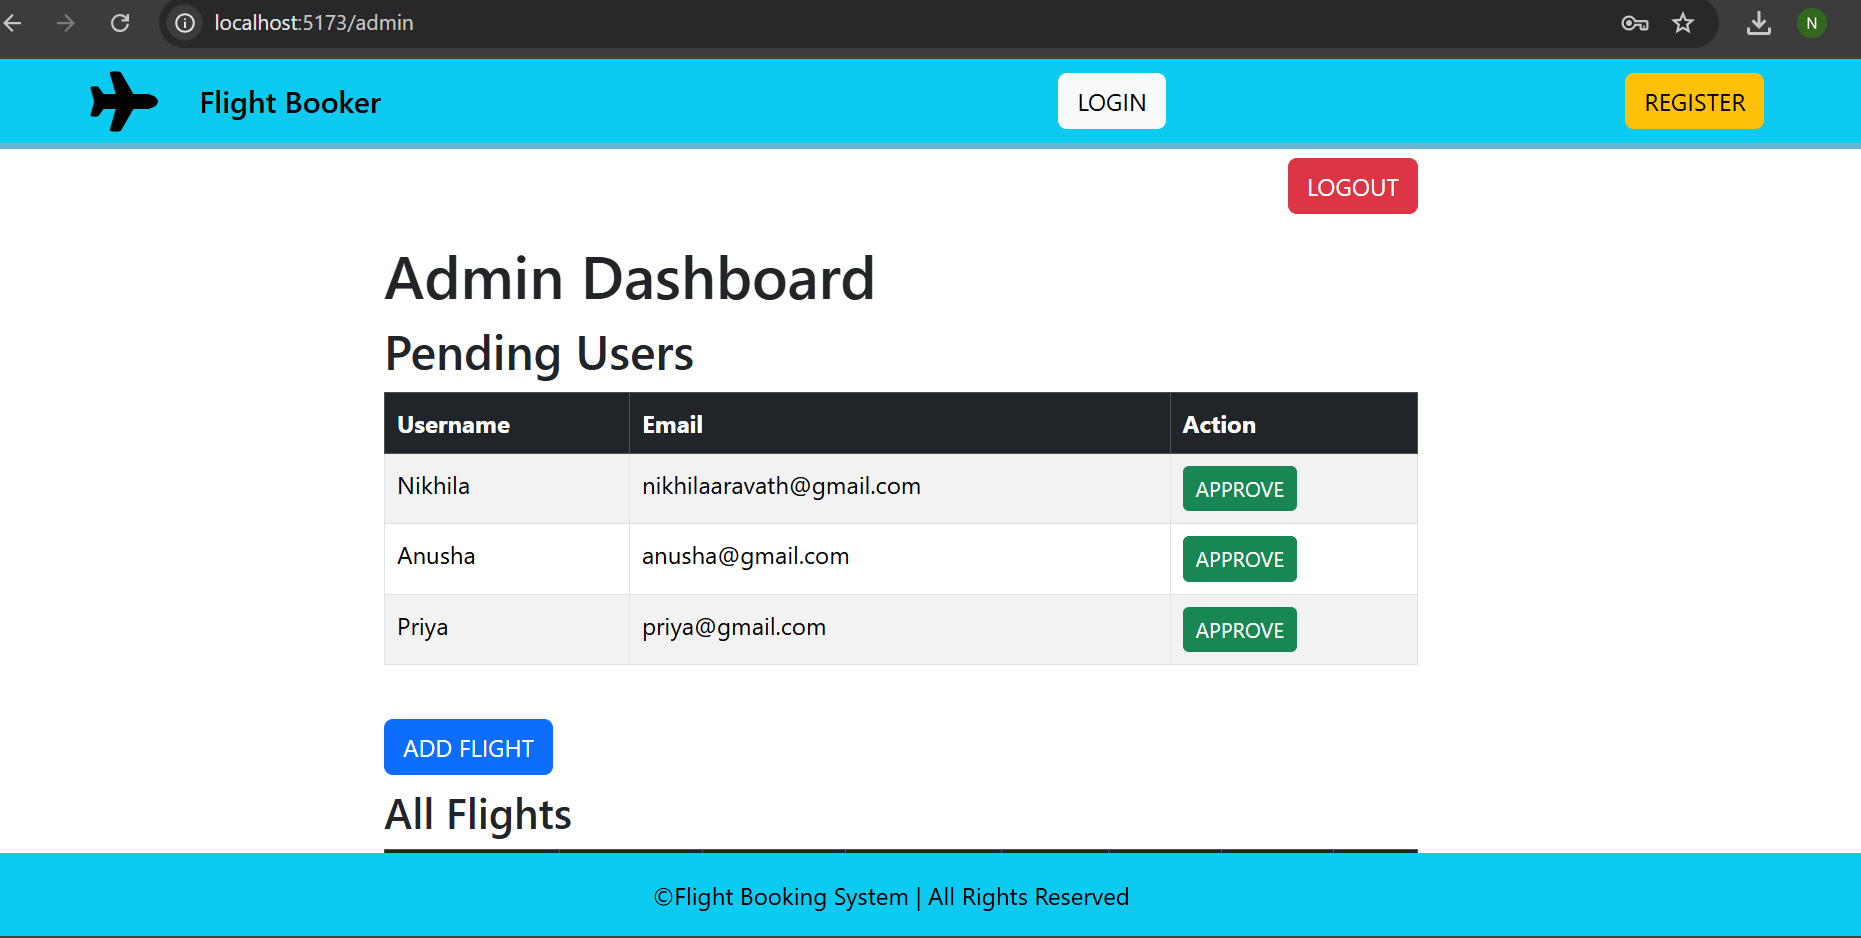 localhost:5173/admin
N
Flight Booker
LOGIN
REGISTER
LOGOUT
Admin Dashboard
Pending Users
Username Email Action
Nikhila nikhilaaravath@gmail.com APPROVE
Anusha anusha@gmail.com APPROVE
Priya priya@gmail.com APPROVE
ADD FLIGHT
All Flights
©Flight Booking System | All Rights Reserved